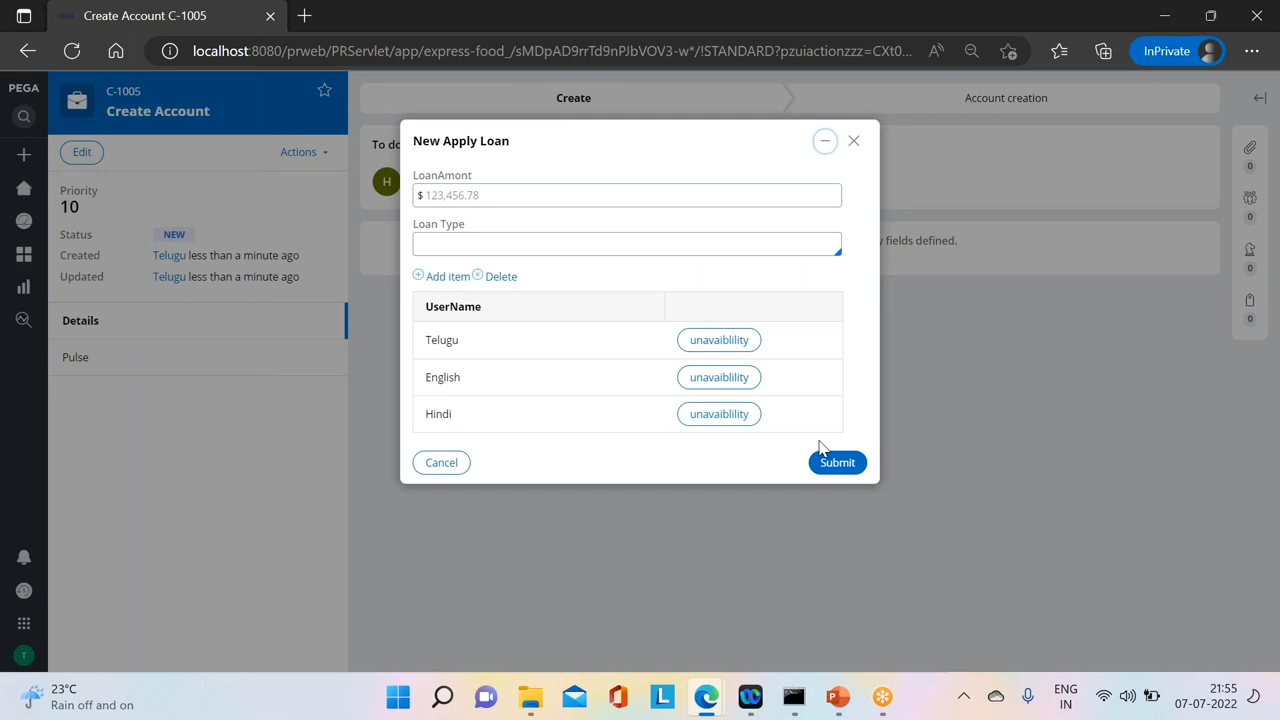 Create Account C-1005
localhost:8080/prweb/PRServlet/app/express-food_/sMDpAD9rrTd9nPJbVOV3-w*/!STANDARD?pzuiactionzzz=CXt0...
InPrivate
PEGA
C-1005
Create Account
Edit
Actions
Priority
10
Status NEW
Created Telugu less than a minute ago
Updated Telugu less than a minute ago
Details
Pulse
T
Create
Account creation
To do
H
y fields defined.
0
0
0
0
New Apply Loan
LoanAmont
$ 123,456.78
Loan Type
Add item Delete
UserName
Telugu unavaiblility
English unavaiblility
Hindi unavaiblility
Cancel
Submit
23°C
Rain off and on
L
ENG
IN
21:55
07-07-2022